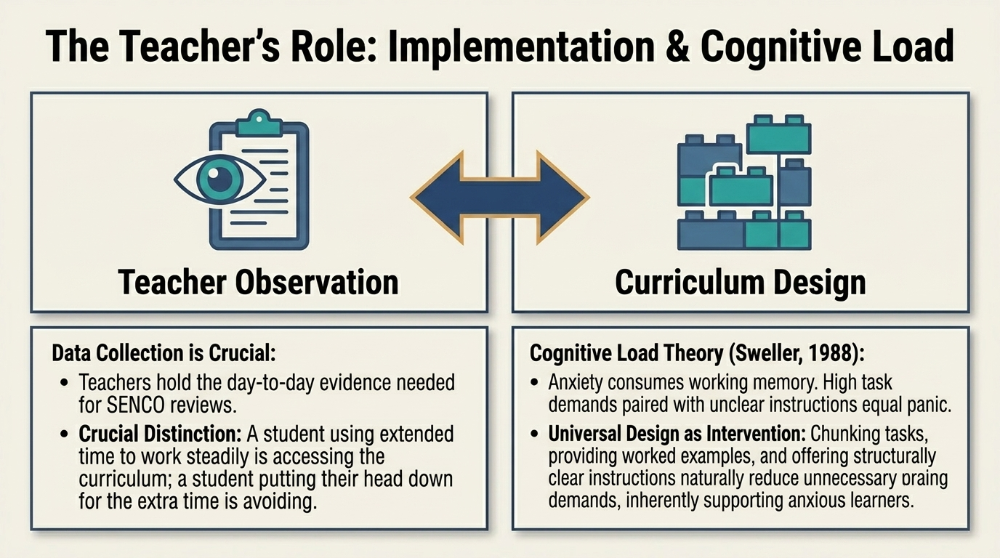 The Teacher’s Role: Implementation & Cognitive Load
Teacher Observation
Data Collection is Crucial:
• Teachers hold the day-to-day evidence needed
for SENCO reviews.
• Crucial Distinction: A student using extended
time to work steadily is accessing the
curriculum; a student putting their head down
for the extra time is avoiding.
Curriculum Design
Cognitive Load Theory (Sweller, 1988):
• Anxiety consumes working memory. High task
demands paired with unclear instructions equal panic.
• Universal Design as Intervention: Chunking tasks,
providing worked examples, and offering structurally
clear instructions naturally reduce unnecessary
demands, inherently supporting anxious learners.